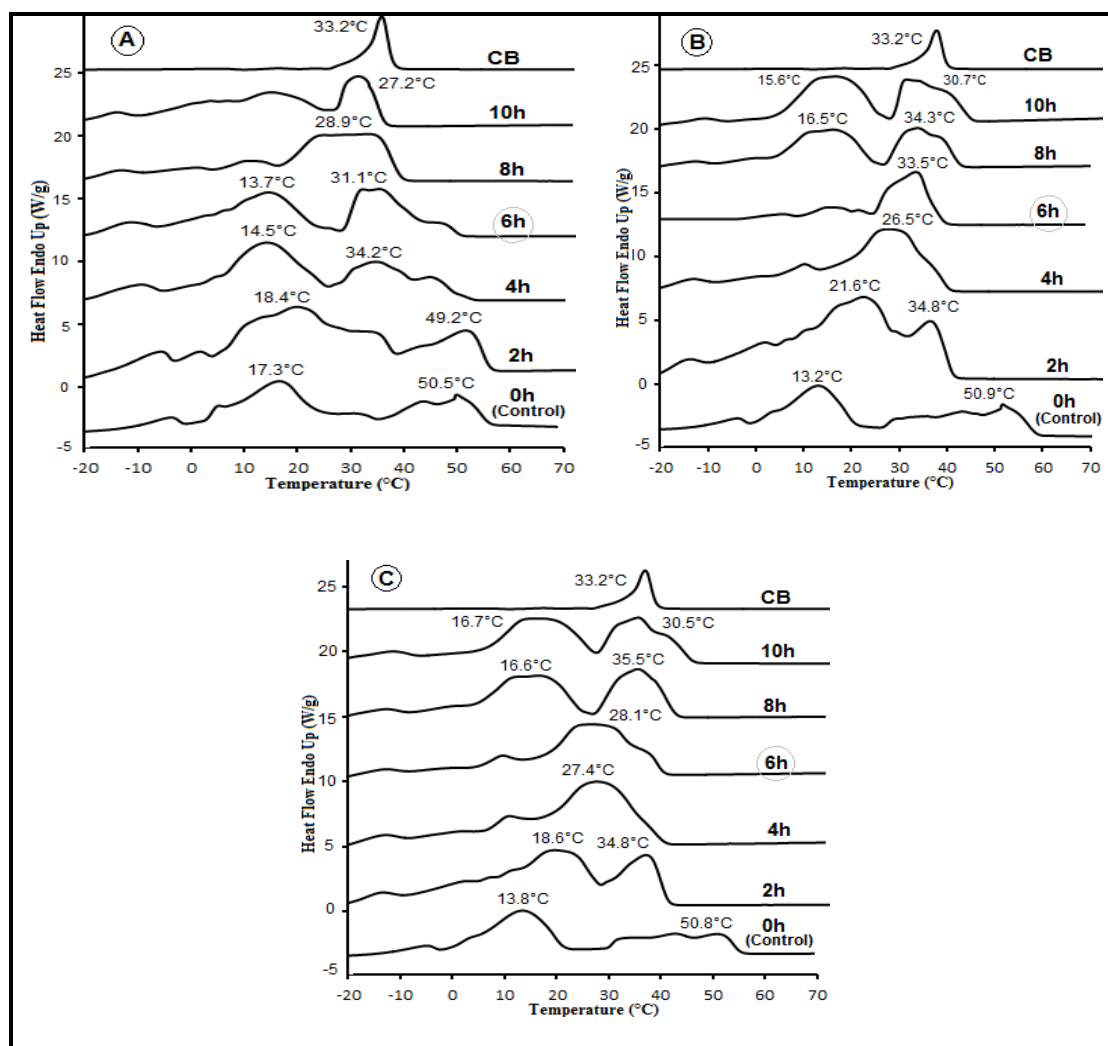 A
33.2°C
CB
25
27.2°C
10h
20
28.9°C
8h
15
13.7°C
31.1°C
6h
14.5°C
10
34.2°C
4h
18.4°C
49.2°C
5
2h
17.3°C
50.5°C
0
0h
(Control)
-5
-20 -10 0 10 20 30 40 50 60 70
Temperature (°C)
Heat Flow Endo Up (W/g)
B
33.2°C
CB
25
15.6°C
30.7°C
10h
20
16.5°C
34.3°C
8h
15
33.5°C
6h
26.5°C
10
4h
21.6°C
34.8°C
5
2h
13.2°C
50.9°C
0
0h
(Control)
-5
-20 -10 0 10 20 30 40 50 60 70
Temperature (°C)
Heat Flow Endo Up (W/g)
C
33.2°C
CB
25
16.7°C
30.5°C
10h
20
16.6°C
35.5°C
8h
15
28.1°C
6h
27.4°C
10
4h
18.6°C
34.8°C
5
2h
13.8°C
50.8°C
0
0h
(Control)
-5
-20 -10 0 10 20 30 40 50 60 70
Temperature (°C)
Heat Flow Endo Up (W/g)